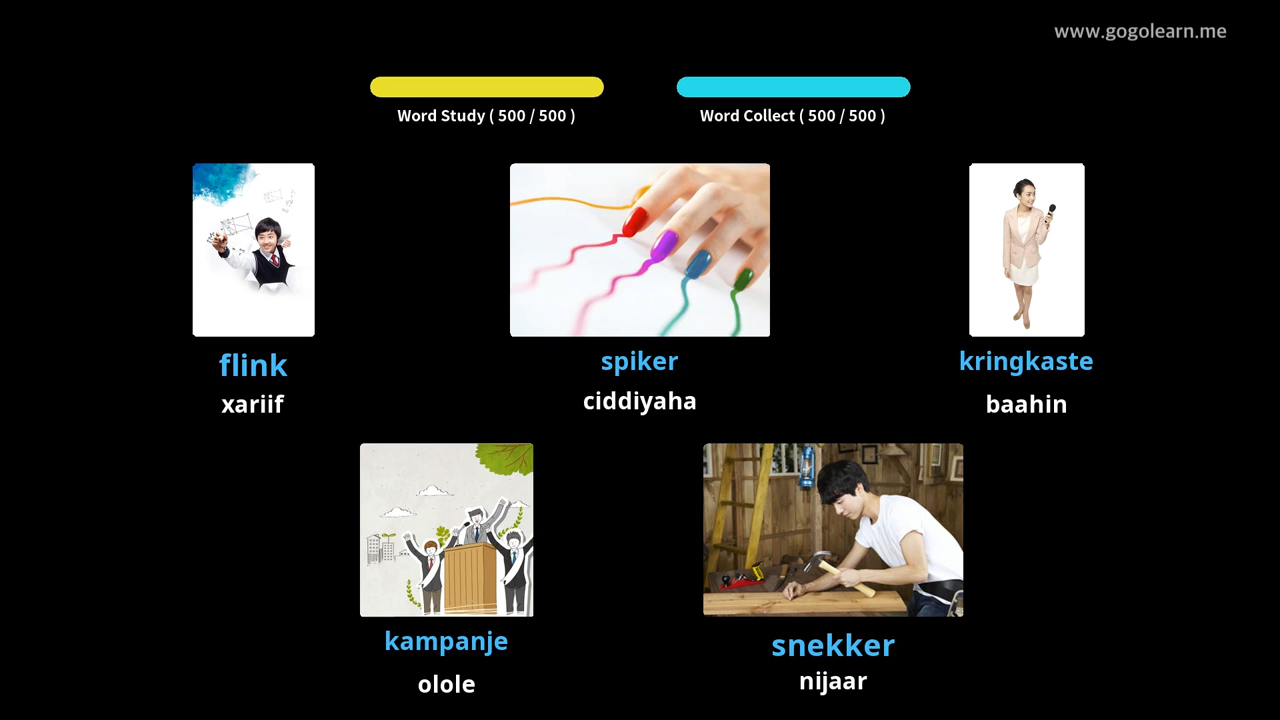 www.gogolearn.me
Word Study ( 500 / 500 )
Word Collect ( 500 / 500 )
flink
xariif
spiker
ciddiyaha
kringkaste
baahin
kampanje
olole
snekker
nijaar